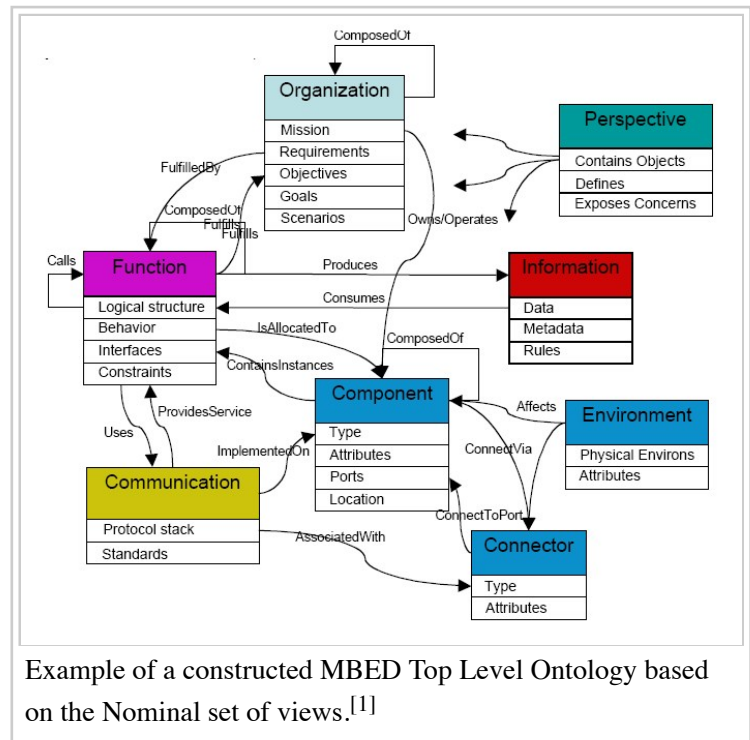 ComposedOf
Organization
Mission
Requirements
Objectives
Goals
Scenarios
Perspective
Contains Objects
Defines
Exposes Concerns
FulfilledBy
ComposedOf
Fulfills
Fulfills
Owns/Operates
Calls
Function
Logical structure
Behavior
Interfaces
Constraints
Produces
Consumes
Information
Data
Metadata
Rules
IsAllocatedTo
ComposedOf
ContainsInstances
Component
Type
Attributes
Ports
Location
Affects
Environment
Physical Environs
Attributes
Uses
ProvidesService
ImplementedOn
ConnectVia
Communication
Protocol stack
Standards
AssociatedWith
ConnectToPort
Connector
Type
Attributes
Example of a constructed MBED Top Level Ontology based
on the Nominal set of views.[1]